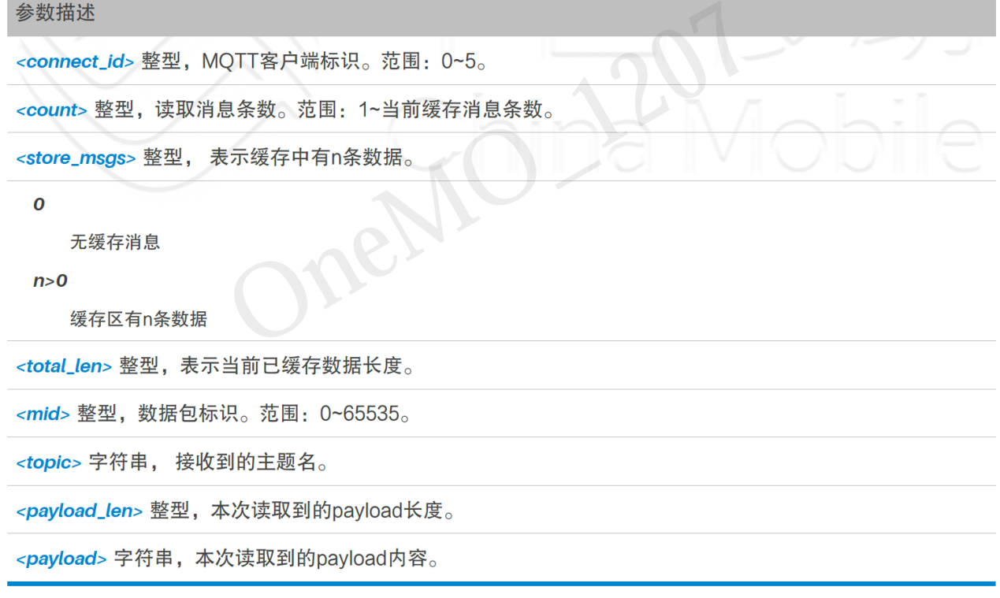 参数描述
<connect_id> 整型，MQTT客户端标识。范围：0~5。
<count> 整型，读取消息条数。范围：1~当前缓存消息条数。
<store_msgs> 整型， 表示缓存中有n条数据。
0
无缓存消息
n>0
缓存区有n条数据
<total_len> 整型，表示当前已缓存数据长度。
<mid> 整型，数据包标识。范围：0~65535。
<topic> 字符串， 接收到的主题名。
<payload_len> 整型，本次读取到的payload长度。
<payload> 字符串，本次读取到的payload内容。
OneMO_1207
China Mobile